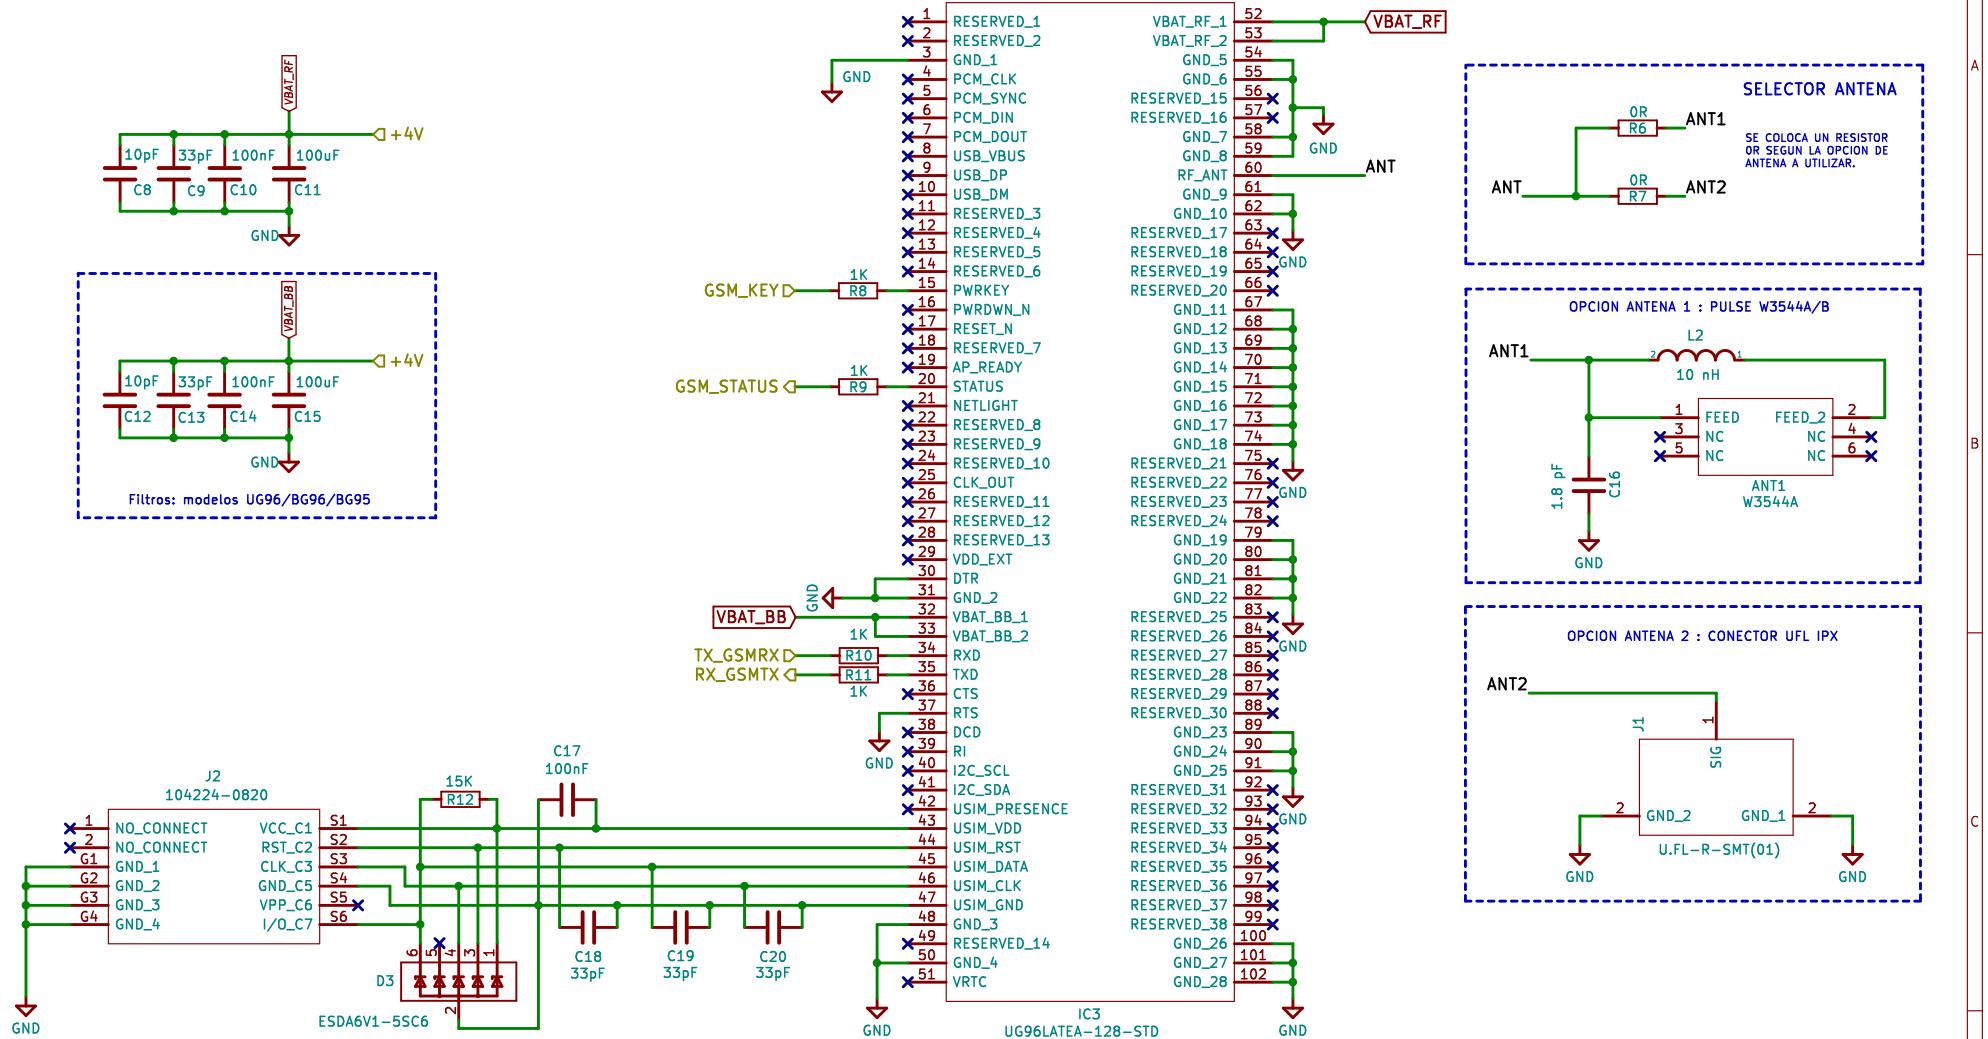 VBAT_RF
+4V
10pF
33pF
100nF
100uF
C8
C9
C10
C11
GND
VBAT_BB
+4V
10pF
33pF
100nF
100uF
C12
C13
C14
C15
GND
Filtros: modelos UG96/BG96/BG95
GND
GSM_KEY
1K
R8
GSM_STATUS
1K
R9
GND
VBAT_BB
1K
TX_GSMRX
R10
RX_GSMTX
R11
1K
GND
1 RESERVED_1
2 RESERVED_2
3 GND_1
4 PCM_CLK
5 PCM_SYNC
6 PCM_DIN
7 PCM_DOUT
8 USB_VBUS
9 USB_DP
10 USB_DM
11 RESERVED_3
12 RESERVED_4
13 RESERVED_5
14 RESERVED_6
15 PWRKEY
16 PWRDWN_N
17 RESET_N
18 RESERVED_7
19 AP_READY
20 STATUS
21 NETLIGHT
22 RESERVED_8
23 RESERVED_9
24 RESERVED_10
25 CLK_OUT
26 RESERVED_11
27 RESERVED_12
28 RESERVED_13
29 VDD_EXT
30 DTR
31 GND_2
32 VBAT_BB_1
33 VBAT_BB_2
34 RXD
35 TXD
36 CTS
37 RTS
38 DCD
39 RI
40 I2C_SCL
41 I2C_SDA
42 USIM_PRESENCE
43 USIM_VDD
44 USIM_RST
45 USIM_DATA
46 USIM_CLK
47 USIM_GND
48 GND_3
49 RESERVED_14
50 GND_4
51 VRTC
VBAT_RF_1 52
VBAT_RF_2 53
GND_5 54
GND_6 55
RESERVED_15 56
RESERVED_16 57
GND_7 58
GND_8 59
RF_ANT 60
GND_9 61
GND_10 62
RESERVED_17 63
RESERVED_18 64
RESERVED_19 65
RESERVED_20 66
GND_11 67
GND_12 68
GND_13 69
GND_14 70
GND_15 71
GND_16 72
GND_17 73
GND_18 74
RESERVED_21 75
RESERVED_22 76
RESERVED_23 77
RESERVED_24 78
GND_19 79
GND_20 80
GND_21 81
GND_22 82
RESERVED_25 83
RESERVED_26 84
RESERVED_27 85
RESERVED_28 86
RESERVED_29 87
RESERVED_30 88
GND_23 89
GND_24 90
GND_25 91
RESERVED_31 92
RESERVED_32 93
RESERVED_33 94
RESERVED_34 95
RESERVED_35 96
RESERVED_36 97
RESERVED_37 98
RESERVED_38 99
GND_26 100
GND_27 101
GND_28 102
IC3
UG96LATEA-128-STD
VBAT_RF
GND
ANT
GND
GND
GND
GND
GND
GND
J2
104224-0820
1 NO_CONNECT
2 NO_CONNECT
G1 GND_1
G2 GND_2
G3 GND_3
G4 GND_4
VCC_C1 S1
RST_C2 S2
CLK_C3 S3
GND_C5 S4
VPP_C6 S5
I/O_C7 S6
GND
15K
R12
C17
100nF
C18
33pF
C19
33pF
C20
33pF
6 5 4 3 1
D3
2
ESDA6V1-5SC6
SELECTOR ANTENA
0R
R6
ANT1
SE COLOCA UN RESISTOR
OR SEGUN LA OPCION DE
ANTENA A UTILIZAR.
ANT
0R
R7
ANT2
OPCION ANTENA 1 : PULSE W3544A/B
L2
ANT1
2
1
10 nH
1 FEED
3 NC
5 NC
FEED_2 2
NC 4
NC 6
ANT1
W3544A
1.8 pF
C16
GND
OPCION ANTENA 2 : CONECTOR UFL IPX
ANT2
J1
1
SIG
2 GND_2
GND_1 2
U.FL-R-SMT(01)
GND
GND
A
B
C